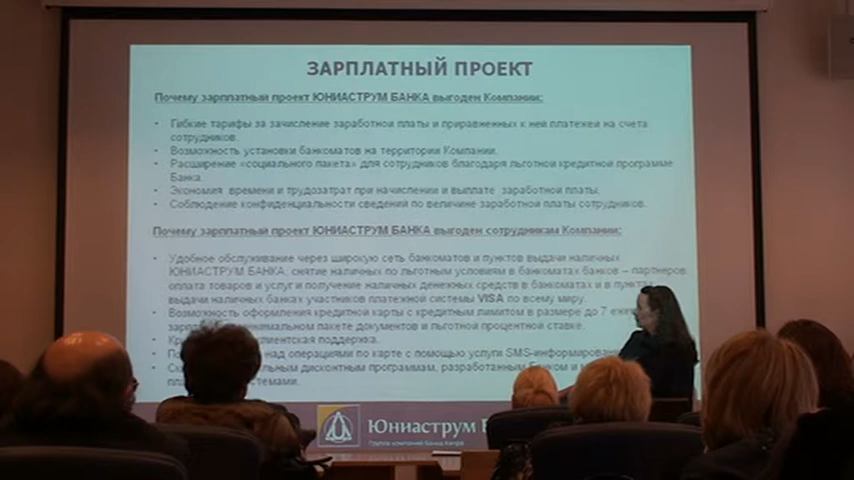 ЗАРПЛАТНЫЙ ПРОЕКТ
Почему зарплатный проект ЮНИАСТРУМ БАНКА выгоден Компании:
• Гибкие тарифы за зачисление заработной платы и приравненных к ней платежей на счета
сотрудников.
• Возможность установки банкоматов на территории Компании.
• Расширение «социального пакета» для сотрудников благодаря льготной кредитной программе
Банка.
• Экономия времени и трудозатрат при начислении и выплате заработной платы.
• Соблюдение конфиденциальности сведений по величине заработной платы сотрудников.
Почему зарплатный проект ЮНИАСТРУМ БАНКА выгоден сотрудникам Компании:
• Удобное обслуживание через широкую сеть банкоматов и пунктов выдачи наличных
ЮНИАСТРУМ БАНКА, снятие наличных по льготным условиям в банкоматах банков – партнеров,
оплата товаров и услуг и получение наличных денежных средств в банкоматах и в пунктах
выдачи наличных банках участников платежной системы VISA по всему миру.
• Возможность оформления кредитной карты с кредитным лимитом в размере до 7
документов и льготной процентной ставке.
• поддержка.
• над операциями по карте с помощью услуги SMS-информирован
• дисконтным программам, разработанным Банком и

Юниаструм
Группа компаний Банка Кипра